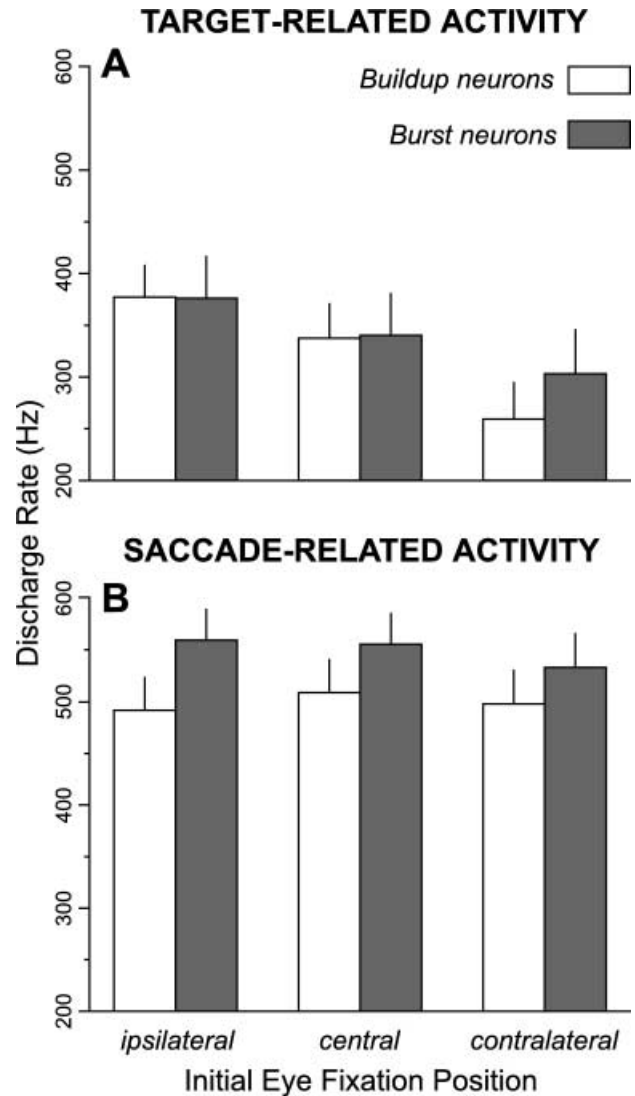 TARGET-RELATED ACTIVITY
A
Buildup neurons
Burst neurons
600
500
400
300
200
Discharge Rate (Hz)
SACCADE-RELATED ACTIVITY
B
600
500
400
300
200
ipsilateral central contralateral
Initial Eye Fixation Position